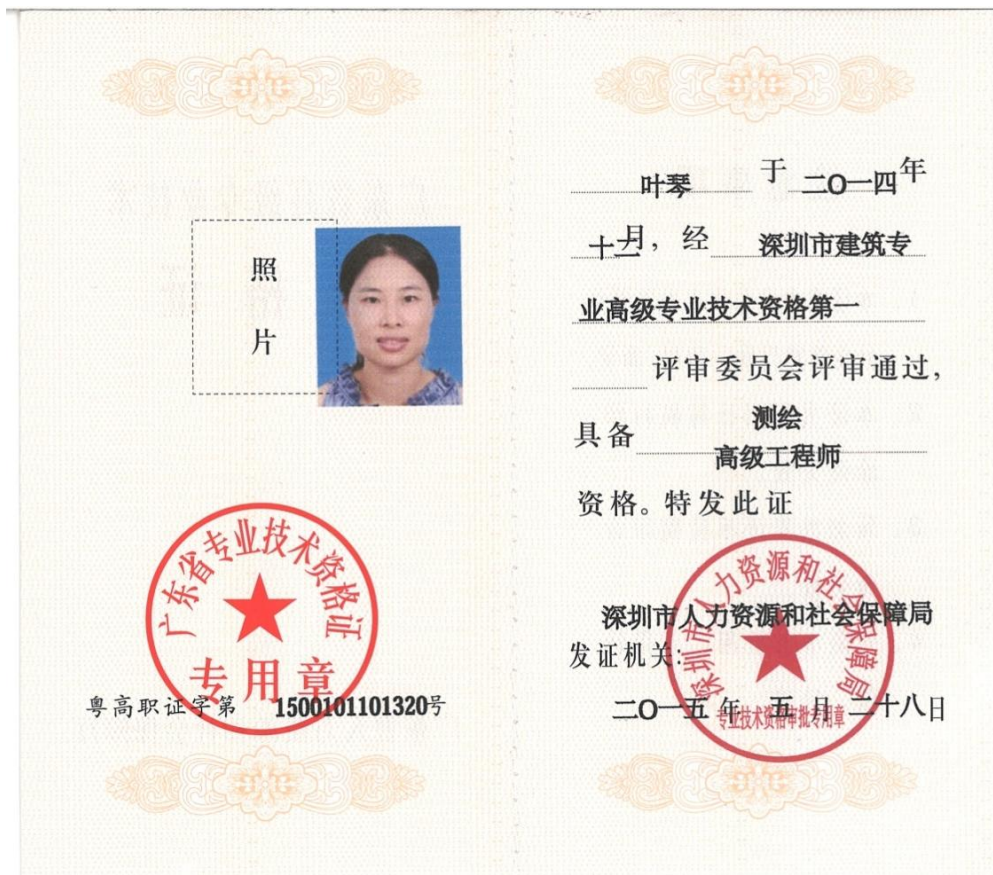 照
片
广东省专业技术资格证
专用章
粤高职证字第 1500101101320号
叶琴 于 二O一四年
十二月，经 深圳市建筑专
业高级专业技术资格第一
评审委员会评审通过，
具备 测绘
高级工程师
资格。特发此证
深圳市人力资源和社会保障局
深圳市人力资源和社会保障局
发证机关：
二O一五年 五月 二十八日
专业技术资格审批专用章